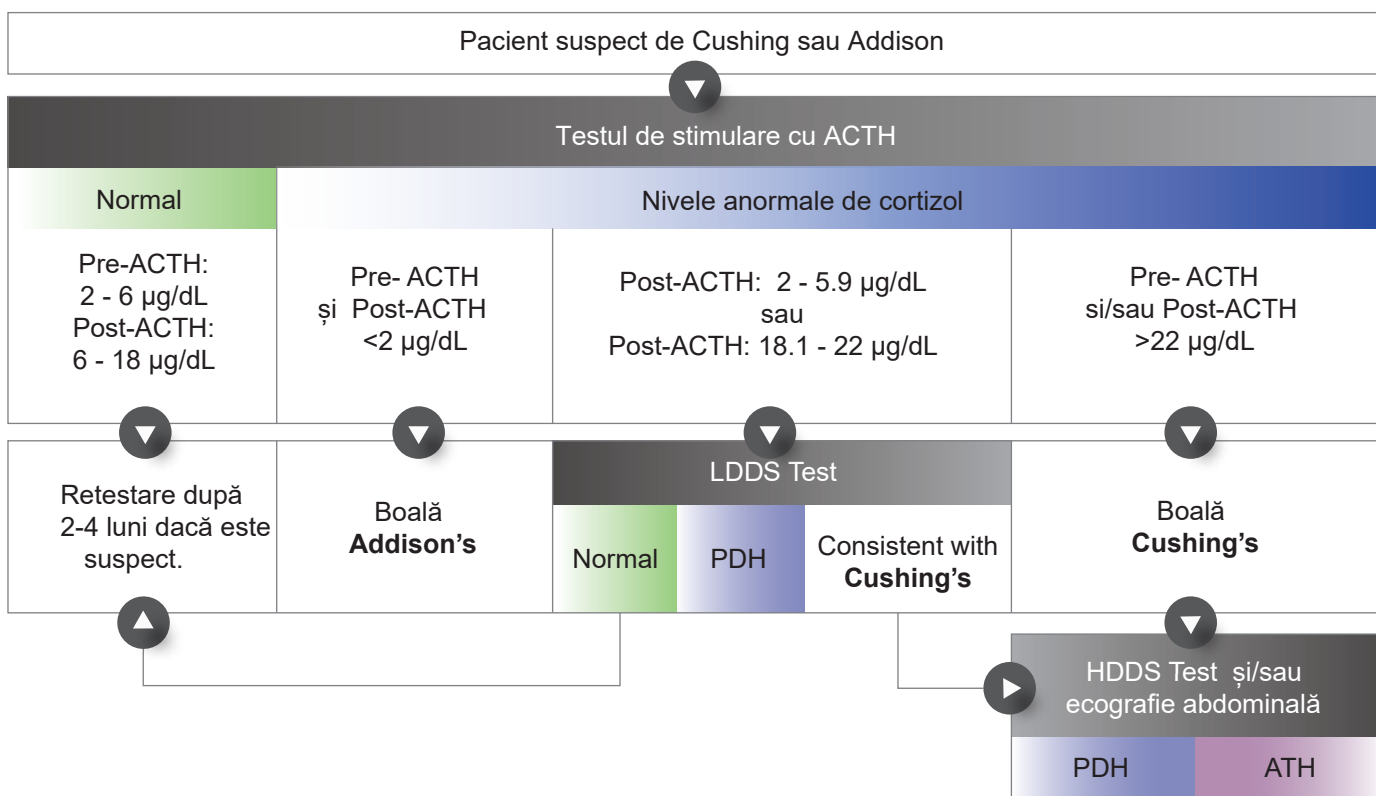 Pacient suspect de Cushing sau Addison
Testul de stimulare cu ACTH
Normal
Nivele anormale de cortizol
Pre-ACTH:
2 - 6 µg/dL
Post-ACTH:
6 - 18 µg/dL
Pre- ACTH
și Post-ACTH
<2 µg/dL
Post-ACTH: 2 - 5.9 µg/dL
sau
Post-ACTH: 18.1 - 22 µg/dL
Pre- ACTH
si/sau Post-ACTH
>22 µg/dL
Retestare după
2-4 luni dacă este
suspect.
Boală
Addison's
LDDS Test
Normal
PDH
Consistent with
Cushing's
Boală
Cushing's
HDDS Test și/sau
ecografie abdominală
PDH
ATH